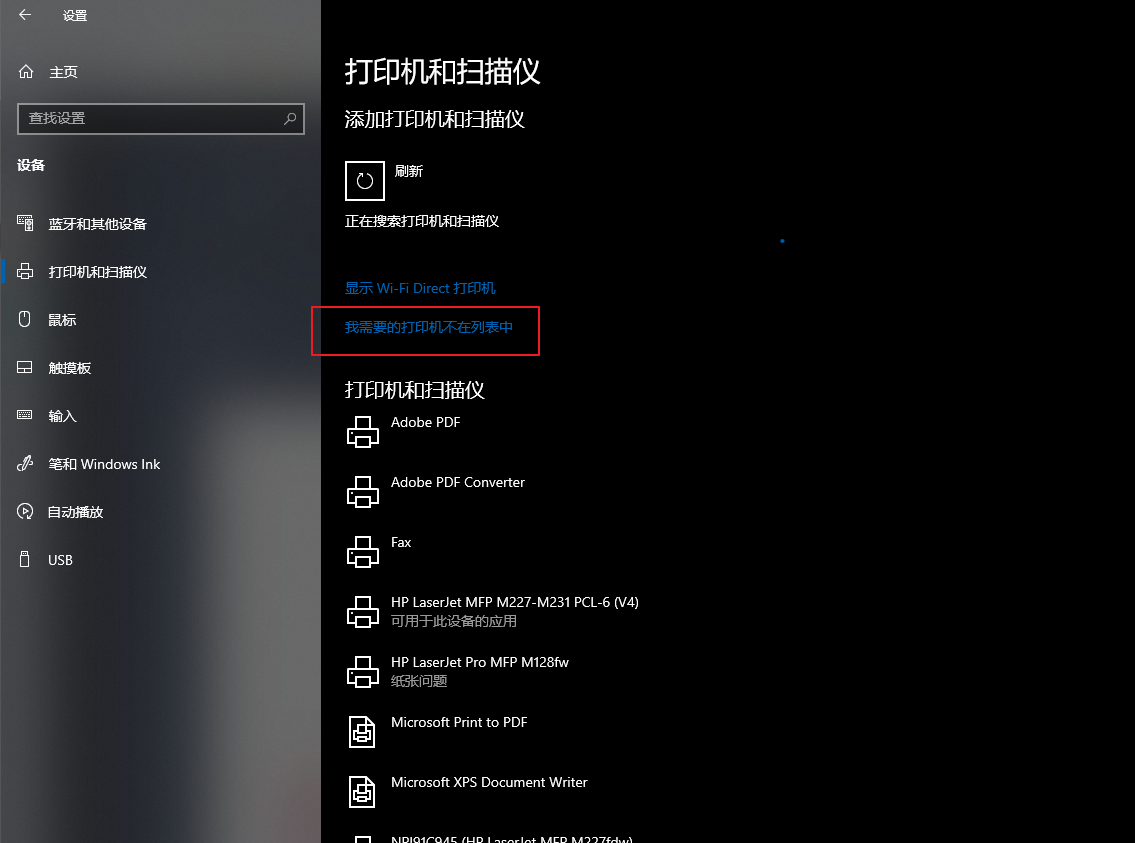 设置
主页
查找设置
设备
蓝牙和其他设备
打印机和扫描仪
鼠标
触摸板
输入
笔和 Windows Ink
自动播放
USB
打印机和扫描仪
添加打印机和扫描仪
刷新
正在搜索打印机和扫描仪
显示 Wi-Fi Direct 打印机
我需要的打印机不在列表中
打印机和扫描仪
Adobe PDF
Adobe PDF Converter
Fax
HP LaserJet MFP M227-M231 PCL-6 (V4)
可用于此设备的应用
HP LaserJet Pro MFP M128fw
纸张问题
Microsoft Print to PDF
Microsoft XPS Document Writer
NPI91C945 (HP LaserJet MFP M227fdw)